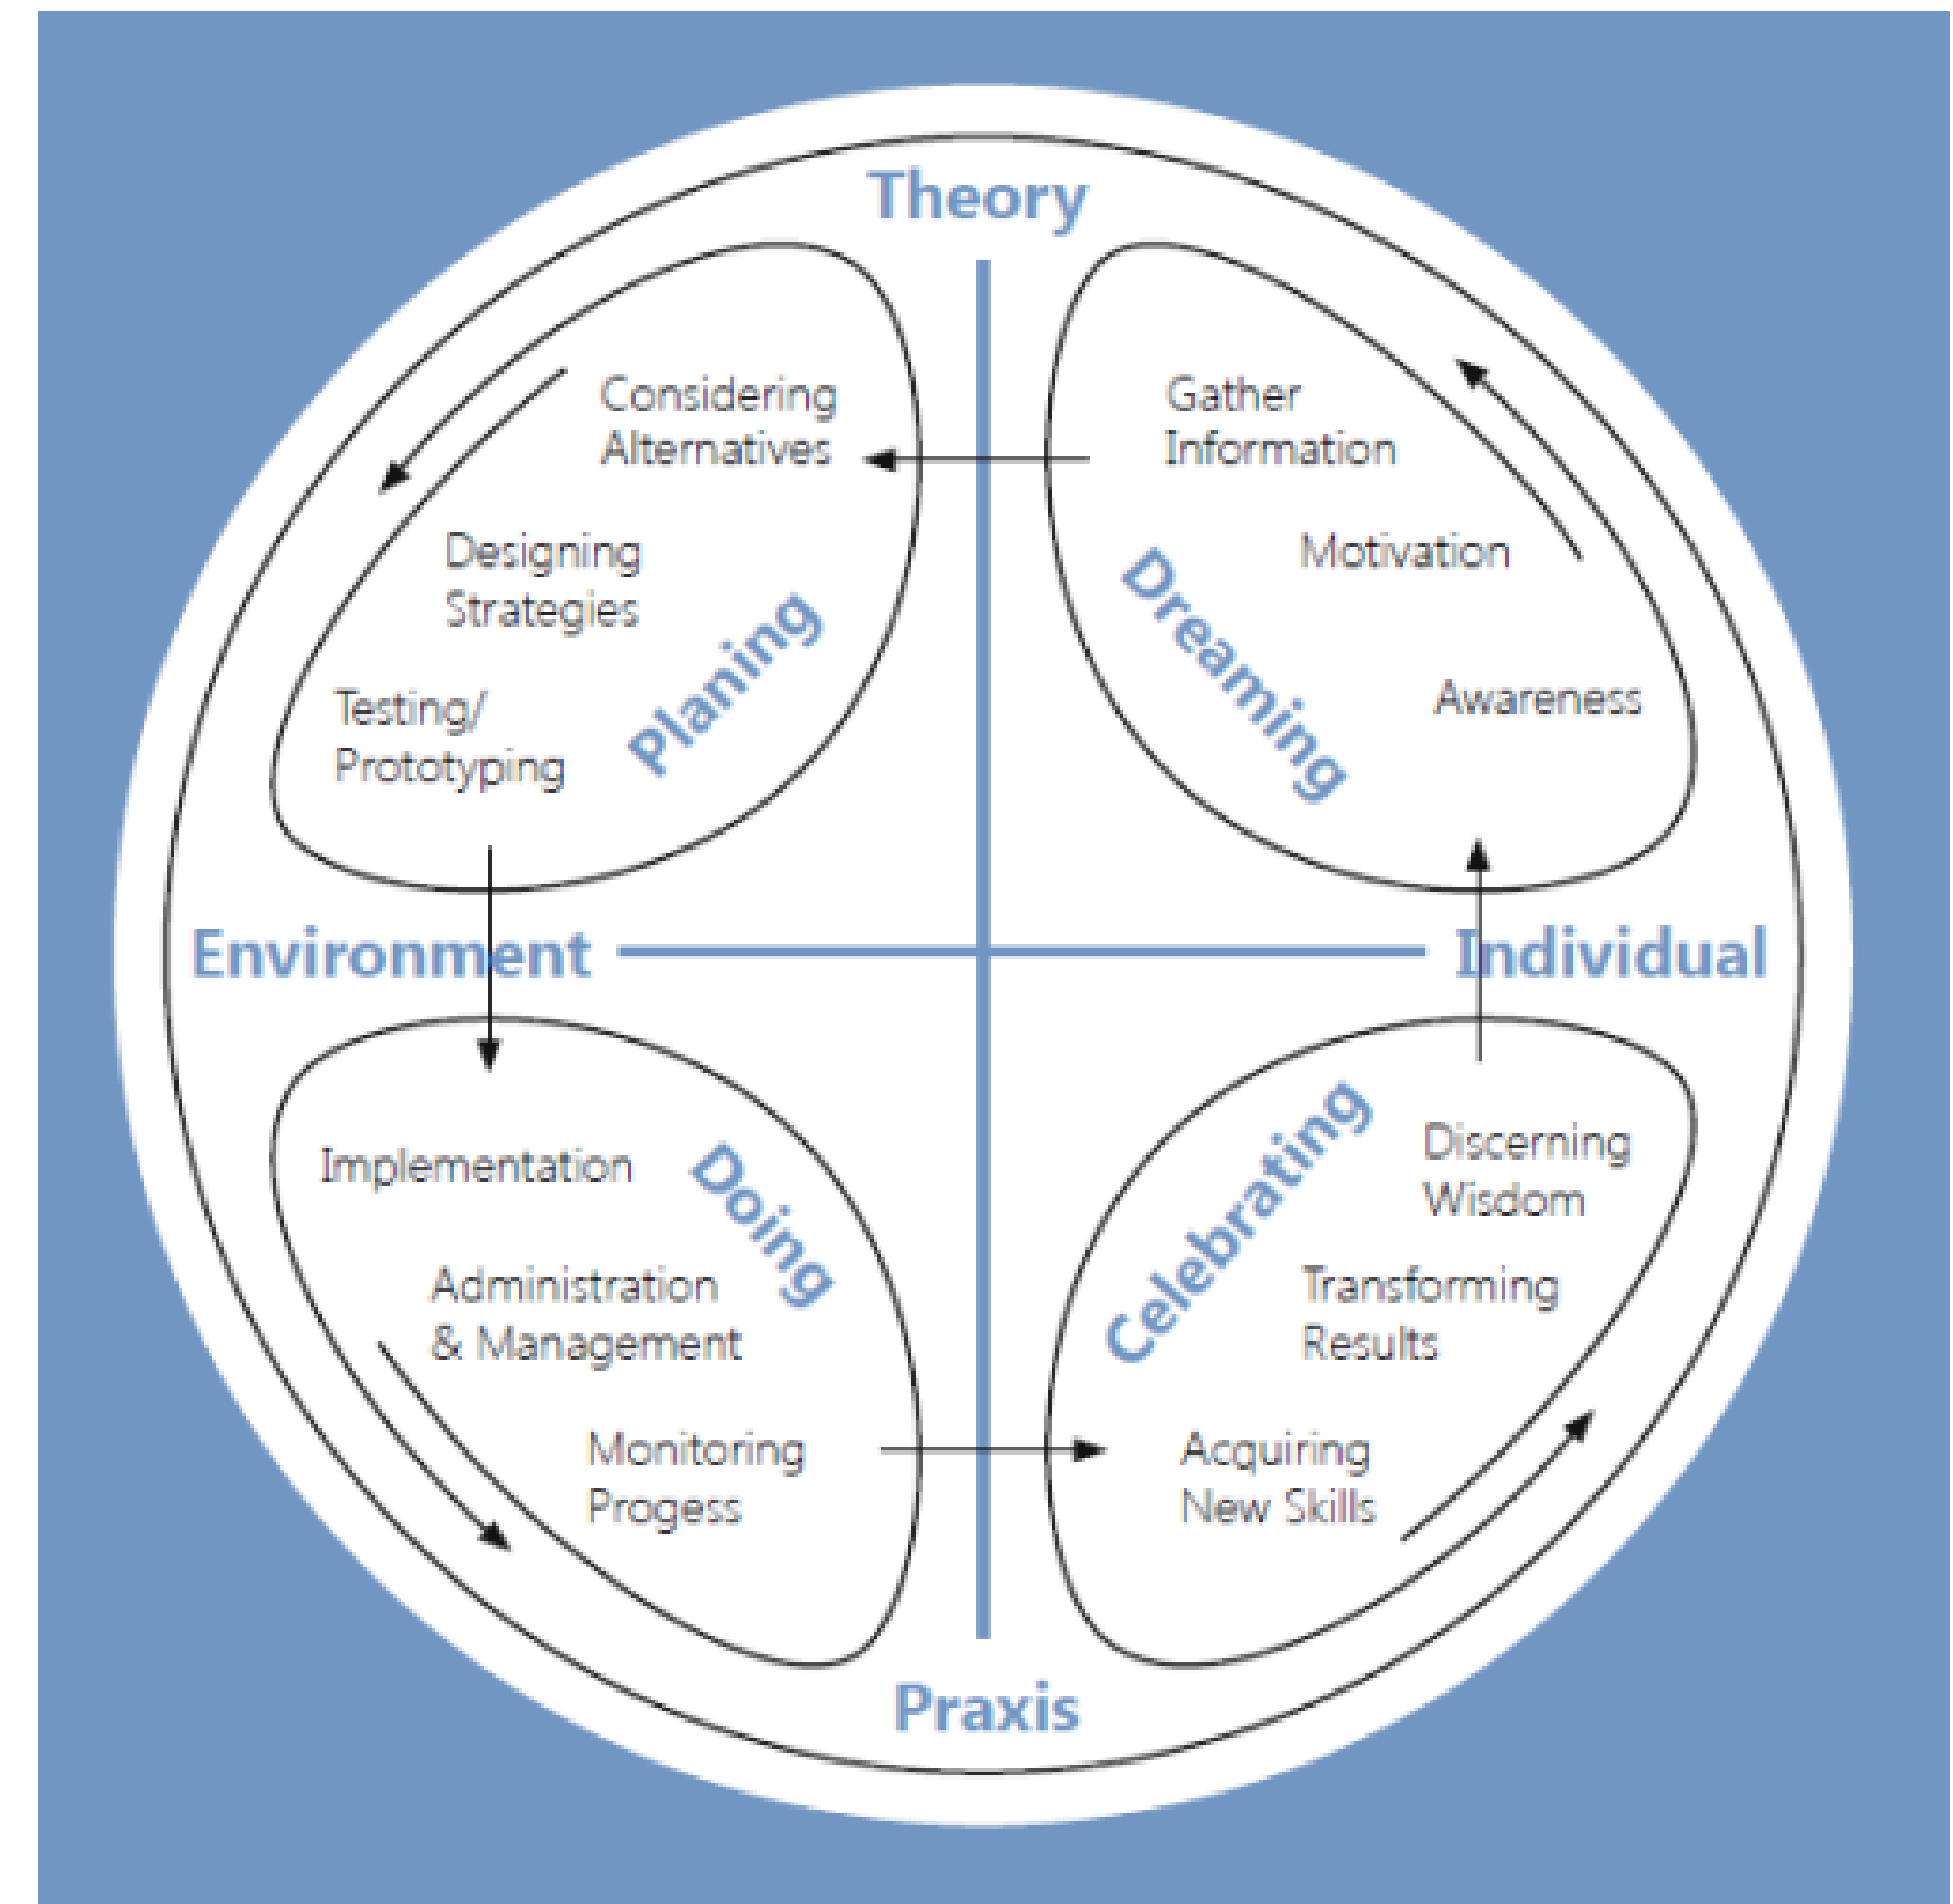 Theory
Considering
Alternatives
Designing
Strategies
Testing/
Prototyping
Planing
Gather
Information
Motivation
Awareness
Dreaming
Environment
Individual
Implementation
Administration
& Management
Monitoring
Progess
Doing
Celebrating
Discerning
Wisdom
Transforming
Results
Acquiring
New Skills
Praxis